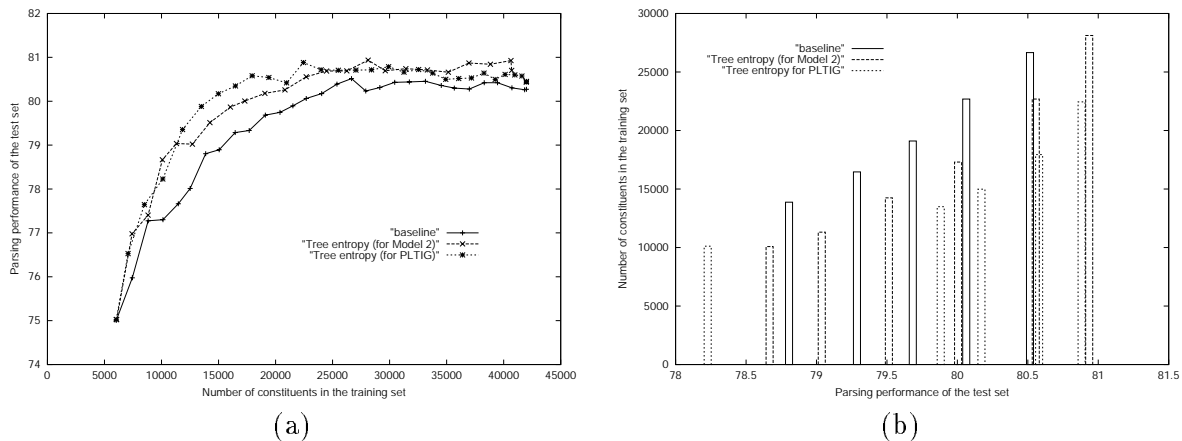 82
81
80
79
78
77
76
75
74
0 5000 10000 15000 20000 25000 30000 35000 40000 45000
Parsing performance of the test set
Number of constituents in the training set
"baseline"
"Tree entropy (for Model 2)"
"Tree entropy (for PLTIG)"
(a)
30000
25000
20000
15000
10000
5000
0
78 78.5 79 79.5 80 80.5 81 81.5
Number of constituents in the training set
Parsing performance of the test set
"baseline"
"Tree entropy (for Model 2)"
"Tree entropy for PLTIG)"
(b)